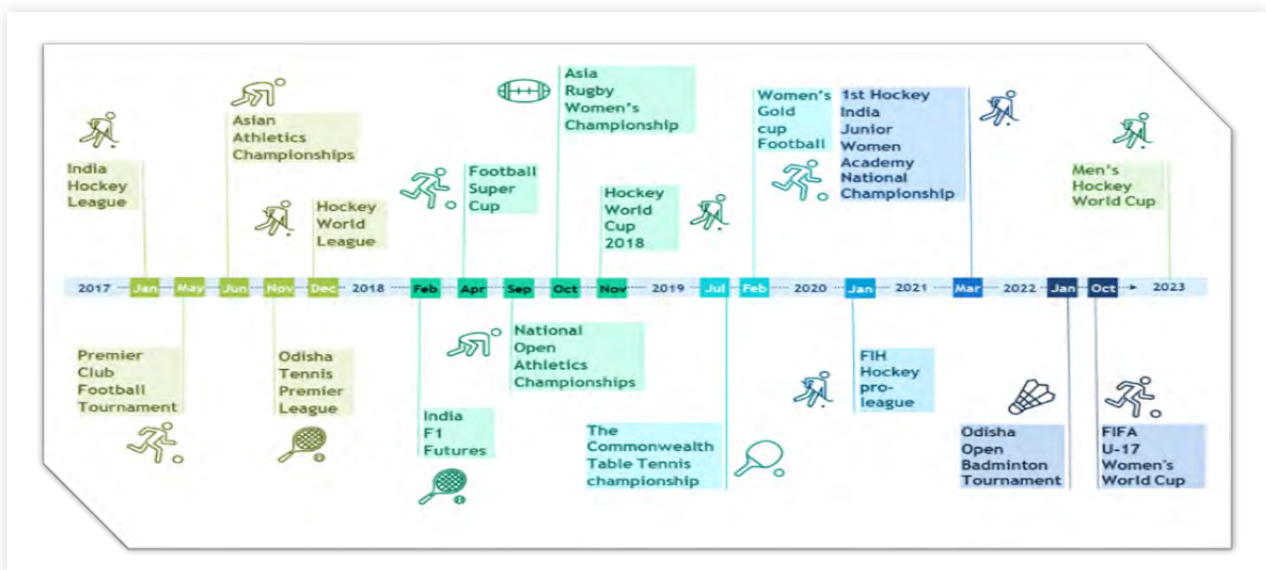 India
Hockey
League
Asian
Athletics
Championships
Hockey
World
League
Football
Super
Cup
Asia
Rugby
Women's
Championship
Hockey
World
Cup
2018
Women's
Gold
cup
Football
1st Hockey
India
Junior
Women
Academy
National
Championship
Men's
Hockey
World Cup
2017 Jan May Jun Nov Dec 2018 Feb Apr Sep Oct Nov 2019 Jul Feb 2020 Jan 2021 Mar 2022 Jan Oct 2023
Premier
Club
Football
Tournament
Odisha
Tennis
Premier
League
India
F1
Futures
National
Open
Athletics
Championships
The
Commonwealth
Table Tennis
championship
FIH
Hockey
pro-
league
Odisha
Open
Badminton
Tournament
FIFA
U-17
Women's
World Cup